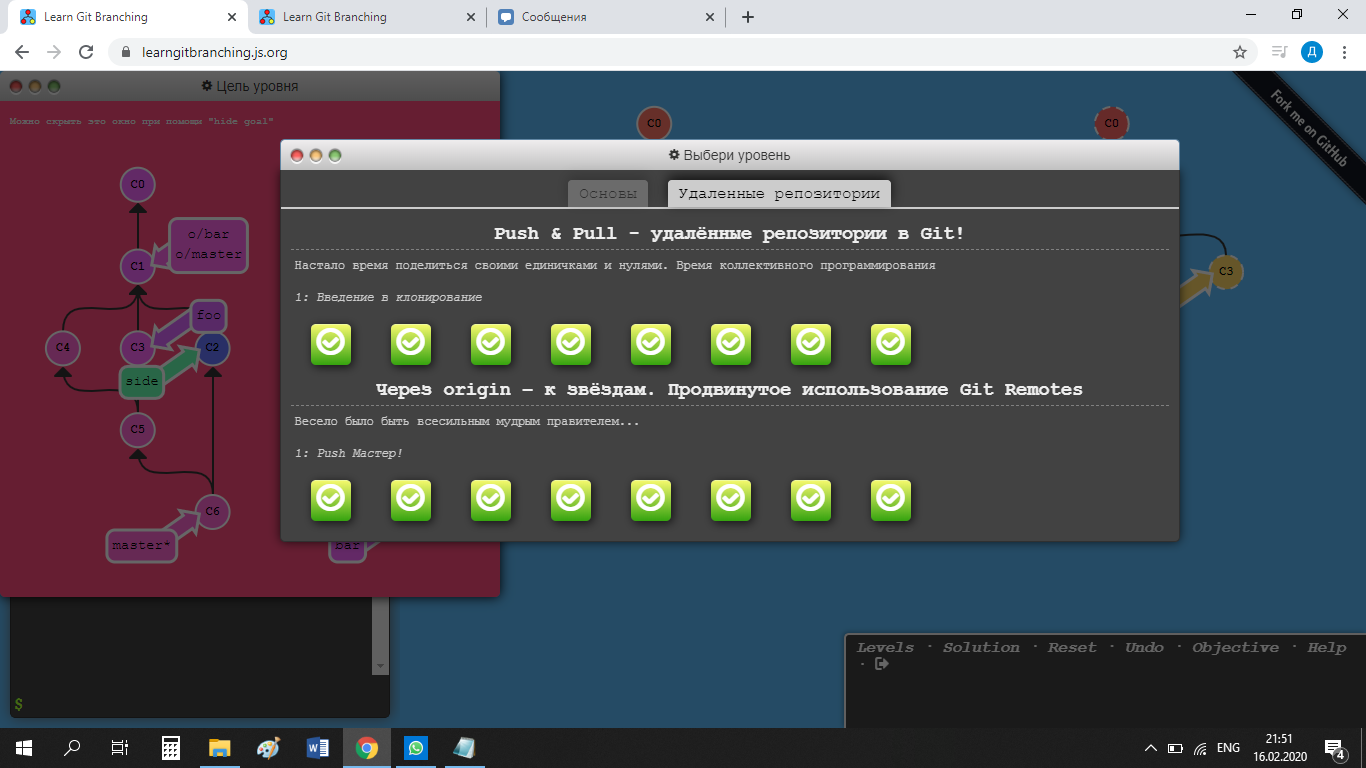 Learn Git Branching
Learn Git Branching
Сообщения
learngitbranching.js.org
Д
Цель уровня
Можно скрыть это окно при помощи "hide goal"
C0
C0
Fork me on GitHub
Выбери уровень
Основы
Удаленные репозитории
Push & Pull - удалённые репозитории в Git!
Настало время поделиться своими единичками и нулями. Время коллективного программирования
1: Введение в клонирование
Через origin – к звёздам. Продвинутое использование Git Remotes
Весело было быть всесильным мудрым правителем...
1: Push Мастер!
C0
o/bar
o/master
C1
foo
C4
C3
C2
side
C5
C6
master*
bar
C3
$
Levels · Solution · Reset · Undo · Objective · Help
·
ENG
21:51
16.02.2020
4